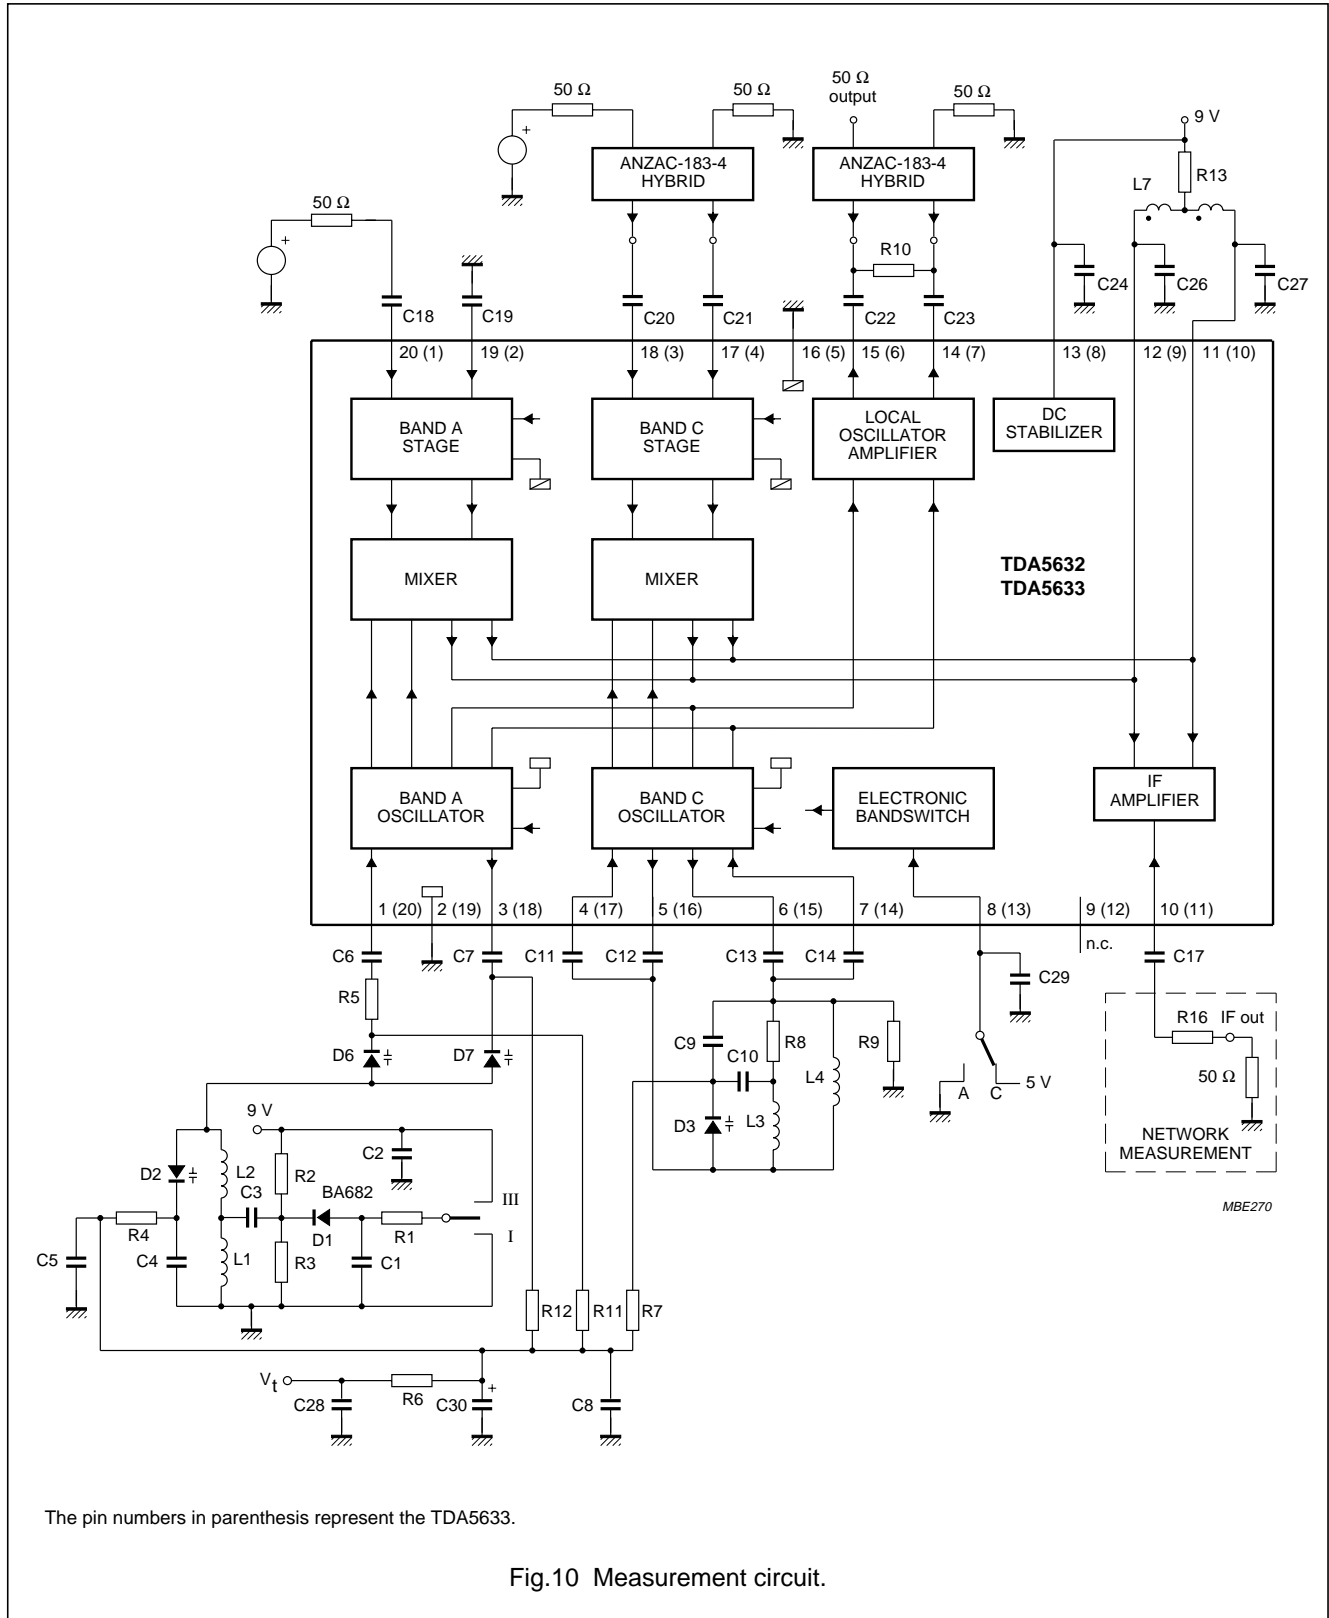 50 Ω
50 Ω
50 Ω
output
50 Ω
9 V
+
ANZAC-183-4
HYBRID
ANZAC-183-4
HYBRID
R13
L7
50 Ω
+
R10
C18
C19
C20
C21
C22
C23
C24
C26
C27
20 (1)
19 (2)
18 (3)
17 (4)
16 (5)
15 (6)
14 (7)
13 (8)
12 (9)
11 (10)
BAND A
STAGE
BAND C
STAGE
LOCAL
OSCILLATOR
AMPLIFIER
DC
STABILIZER
MIXER
MIXER
TDA5632
TDA5633
BAND A
OSCILLATOR
BAND C
OSCILLATOR
ELECTRONIC
BANDSWITCH
IF
AMPLIFIER
1 (20)
2 (19)
3 (18)
4 (17)
5 (16)
6 (15)
7 (14)
8 (13)
9 (12)
10 (11)
n.c.
C6
C7
C11
C12
C13
C14
C29
C17
R5
R16
IF out
D6
D7
C9
C10
R8
L4
R9
50 Ω
A
C
5 V
D3
L3
NETWORK
MEASUREMENT
9 V
D2
L2
R2
C2
C3
BA682
III
MBE270
R4
D1
R1
I
C5
C4
L1
R3
C1
R12
R11
R7
Vt
C28
R6
C30
+
C8
The pin numbers in parenthesis represent the TDA5633.
Fig.10 Measurement circuit.